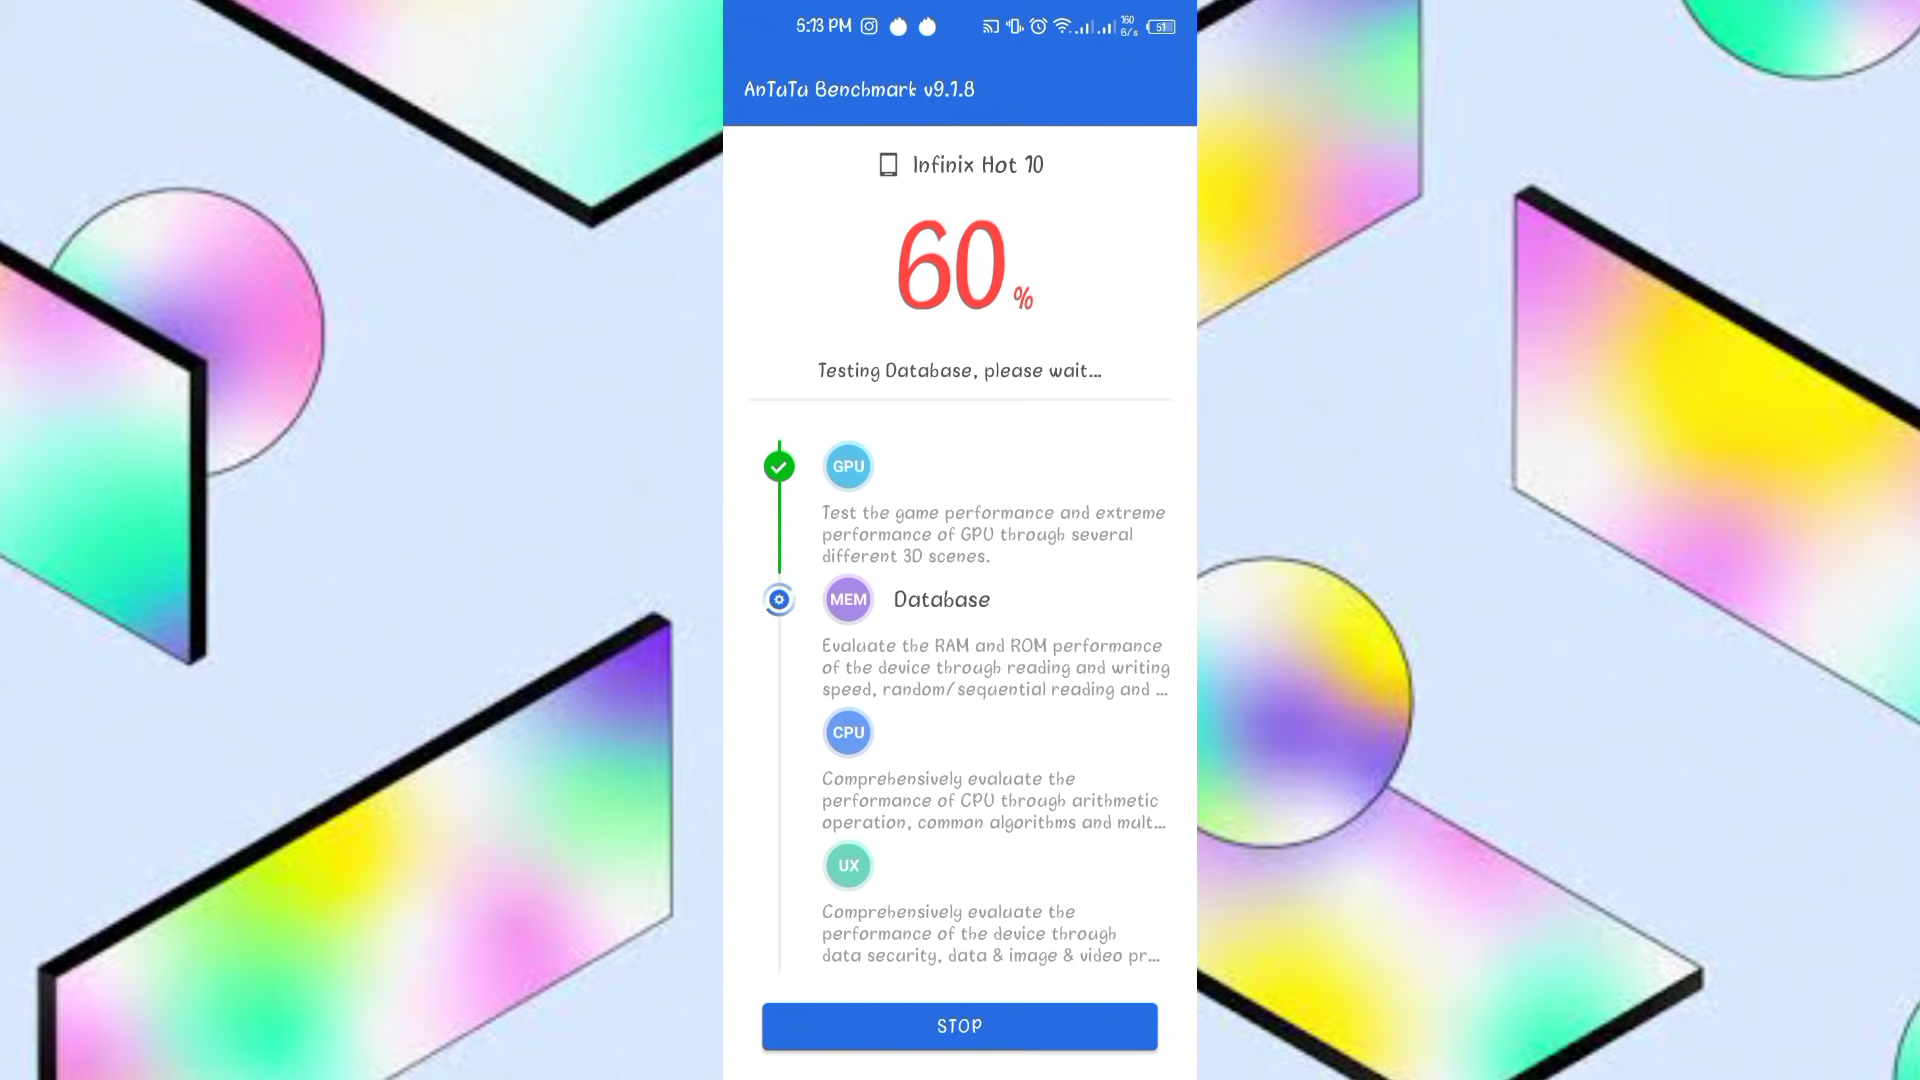 5:13 PM
160
B/s
51
AnTuTu Benchmark v9.1.8
Infinix Hot 10
60 %
Testing Database, please wait...
GPU
Test the game performance and extreme
performance of GPU through several
different 3D scenes.
MEM Database
Evaluate the RAM and ROM performance
of the device through reading and writing
speed, random/sequential reading and ...
CPU
Comprehensively evaluate the
performance of CPU through arithmetic
operation, common algorithms and mult...
UX
Comprehensively evaluate the
performance of the device through
data security, data & image & video pr...
STOP